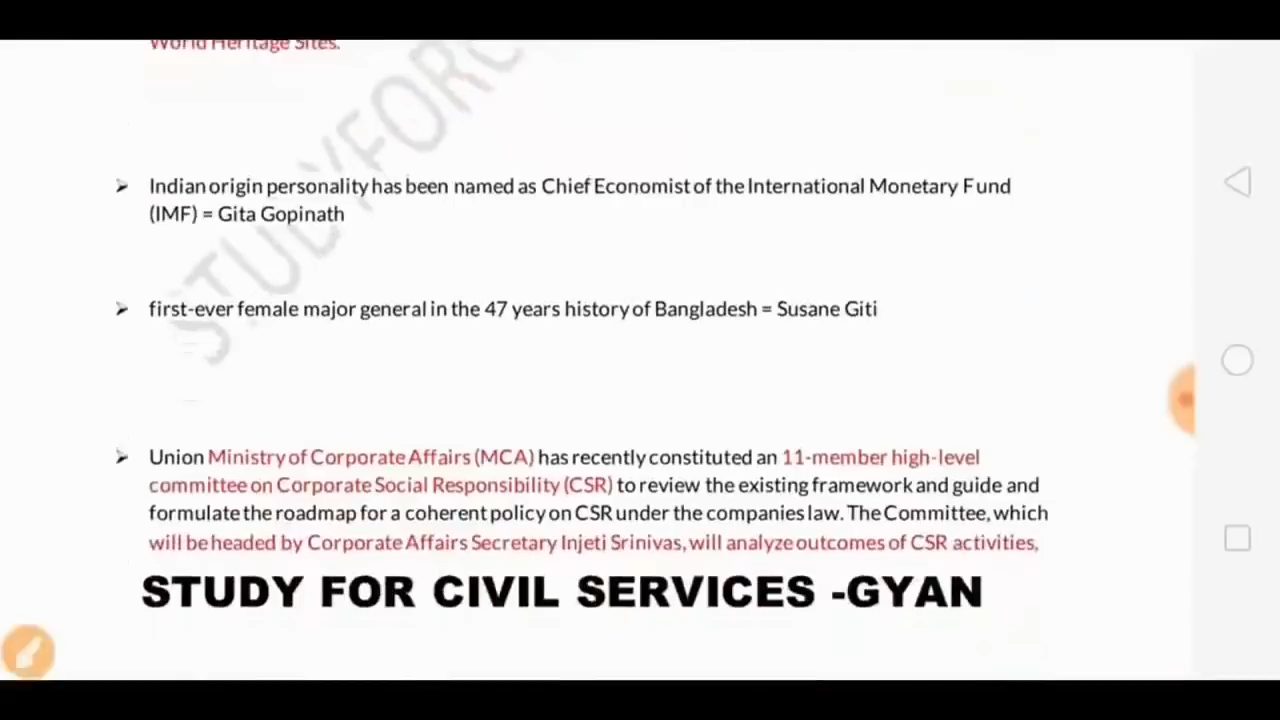 World Heritage Sites.
STUDYFORC
➢ Indian origin personality has been named as Chief Economist of the International Monetary Fund
(IMF) = Gita Gopinath
➢ first-ever female major general in the 47 years history of Bangladesh = Susane Giti
➢ Union Ministry of Corporate Affairs (MCA) has recently constituted an 11-member high-level
committee on Corporate Social Responsibility (CSR) to review the existing framework and guide and
formulate the roadmap for a coherent policy on CSR under the companies law. The Committee, which
will be headed by Corporate Affairs Secretary Injeti Srinivas, will analyze outcomes of CSR activities,
STUDY FOR CIVIL SERVICES -GYAN